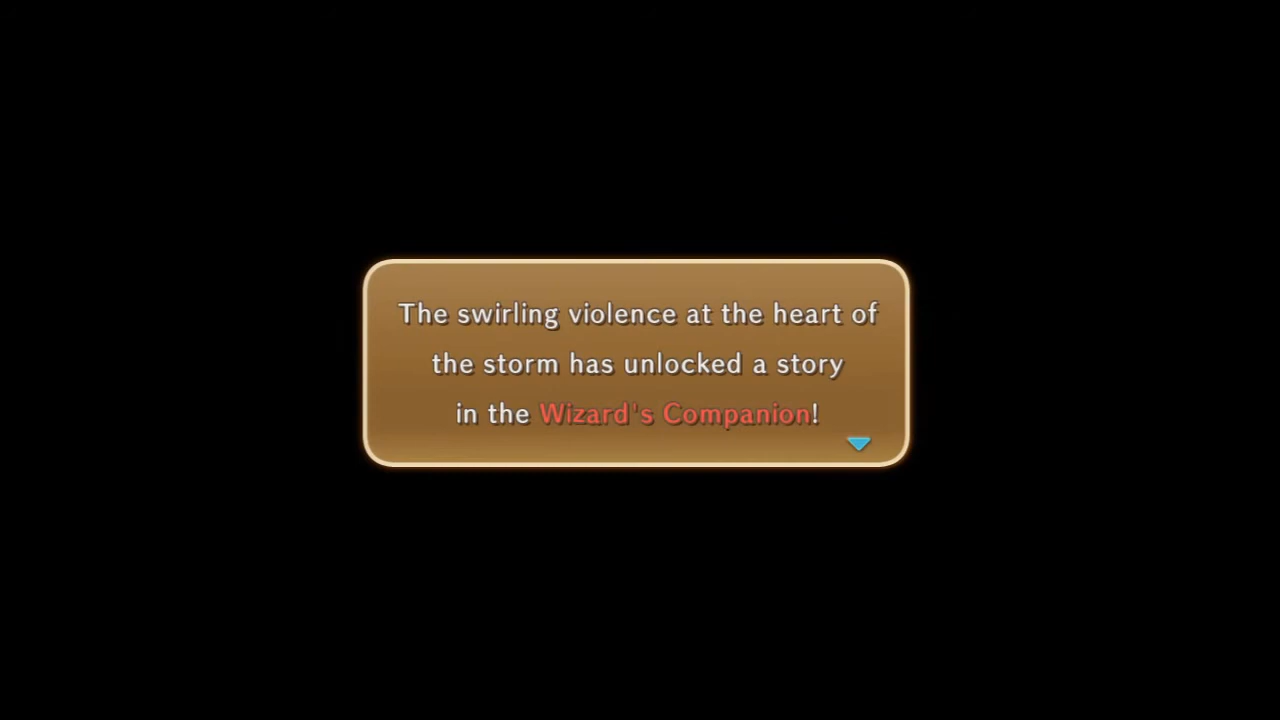 The swirling violence at the heart of
the storm has unlocked a story
in the Wizard's Companion!